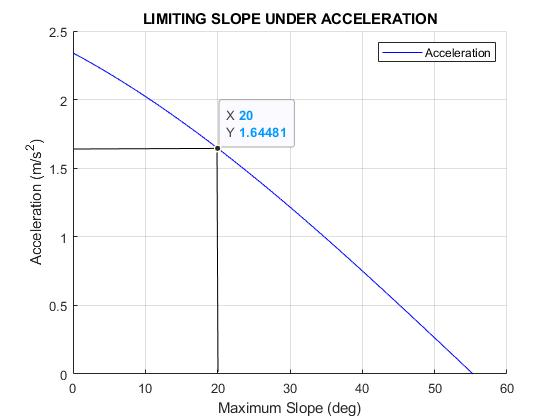 LIMITING SLOPE UNDER ACCELERATION
2.5
Acceleration
2
X 20
Y 1.64481
1.5
Acceleration (m/s²)
1
0.5
0
0 10 20 30 40 50 60
Maximum Slope (deg)